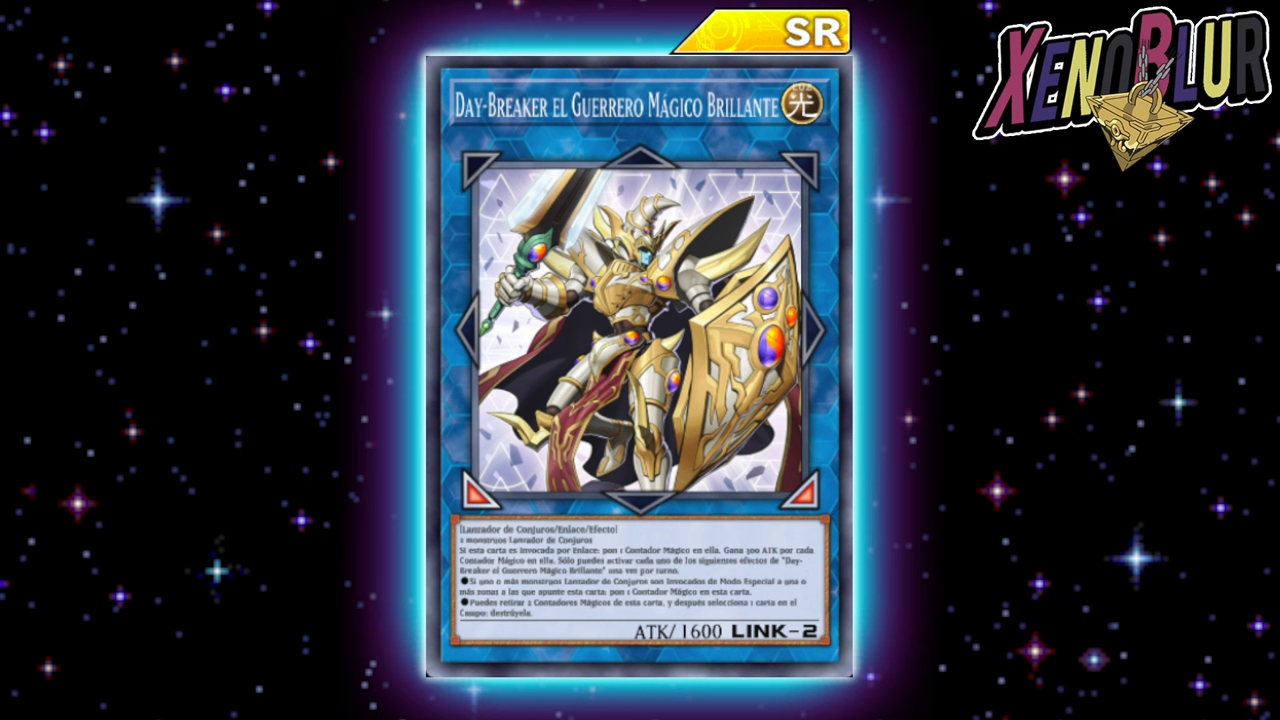 SR
XENOBLUR
DAY-BREAKER EL GUERRERO MÁGICO BRILLANTE
LUZ
光
[Lanzador de Conjuros/Enlace/Efecto]
2 monstruos Lanzador de Conjuros
Si esta carta es Invocada por Enlace: pon 1 Contador Mágico en ella. Gana 300 ATK por cada
Contador Mágico en ella. Sólo puedes activar cada uno de los siguientes efectos de "Day-
Breaker el Guerrero Mágico Brillante" una vez por turno.
●Si uno o más monstruos Lanzador de Conjuros son Invocados de Modo Especial a una o
más zonas a las que apunte esta carta: pon 1 Contador Mágico en esta carta.
●Puedes retirar 2 Contadores Mágicos de esta carta, y después selecciona 1 carta en el
Campo: destrúyela.
ATK/ 1600 LINK-2